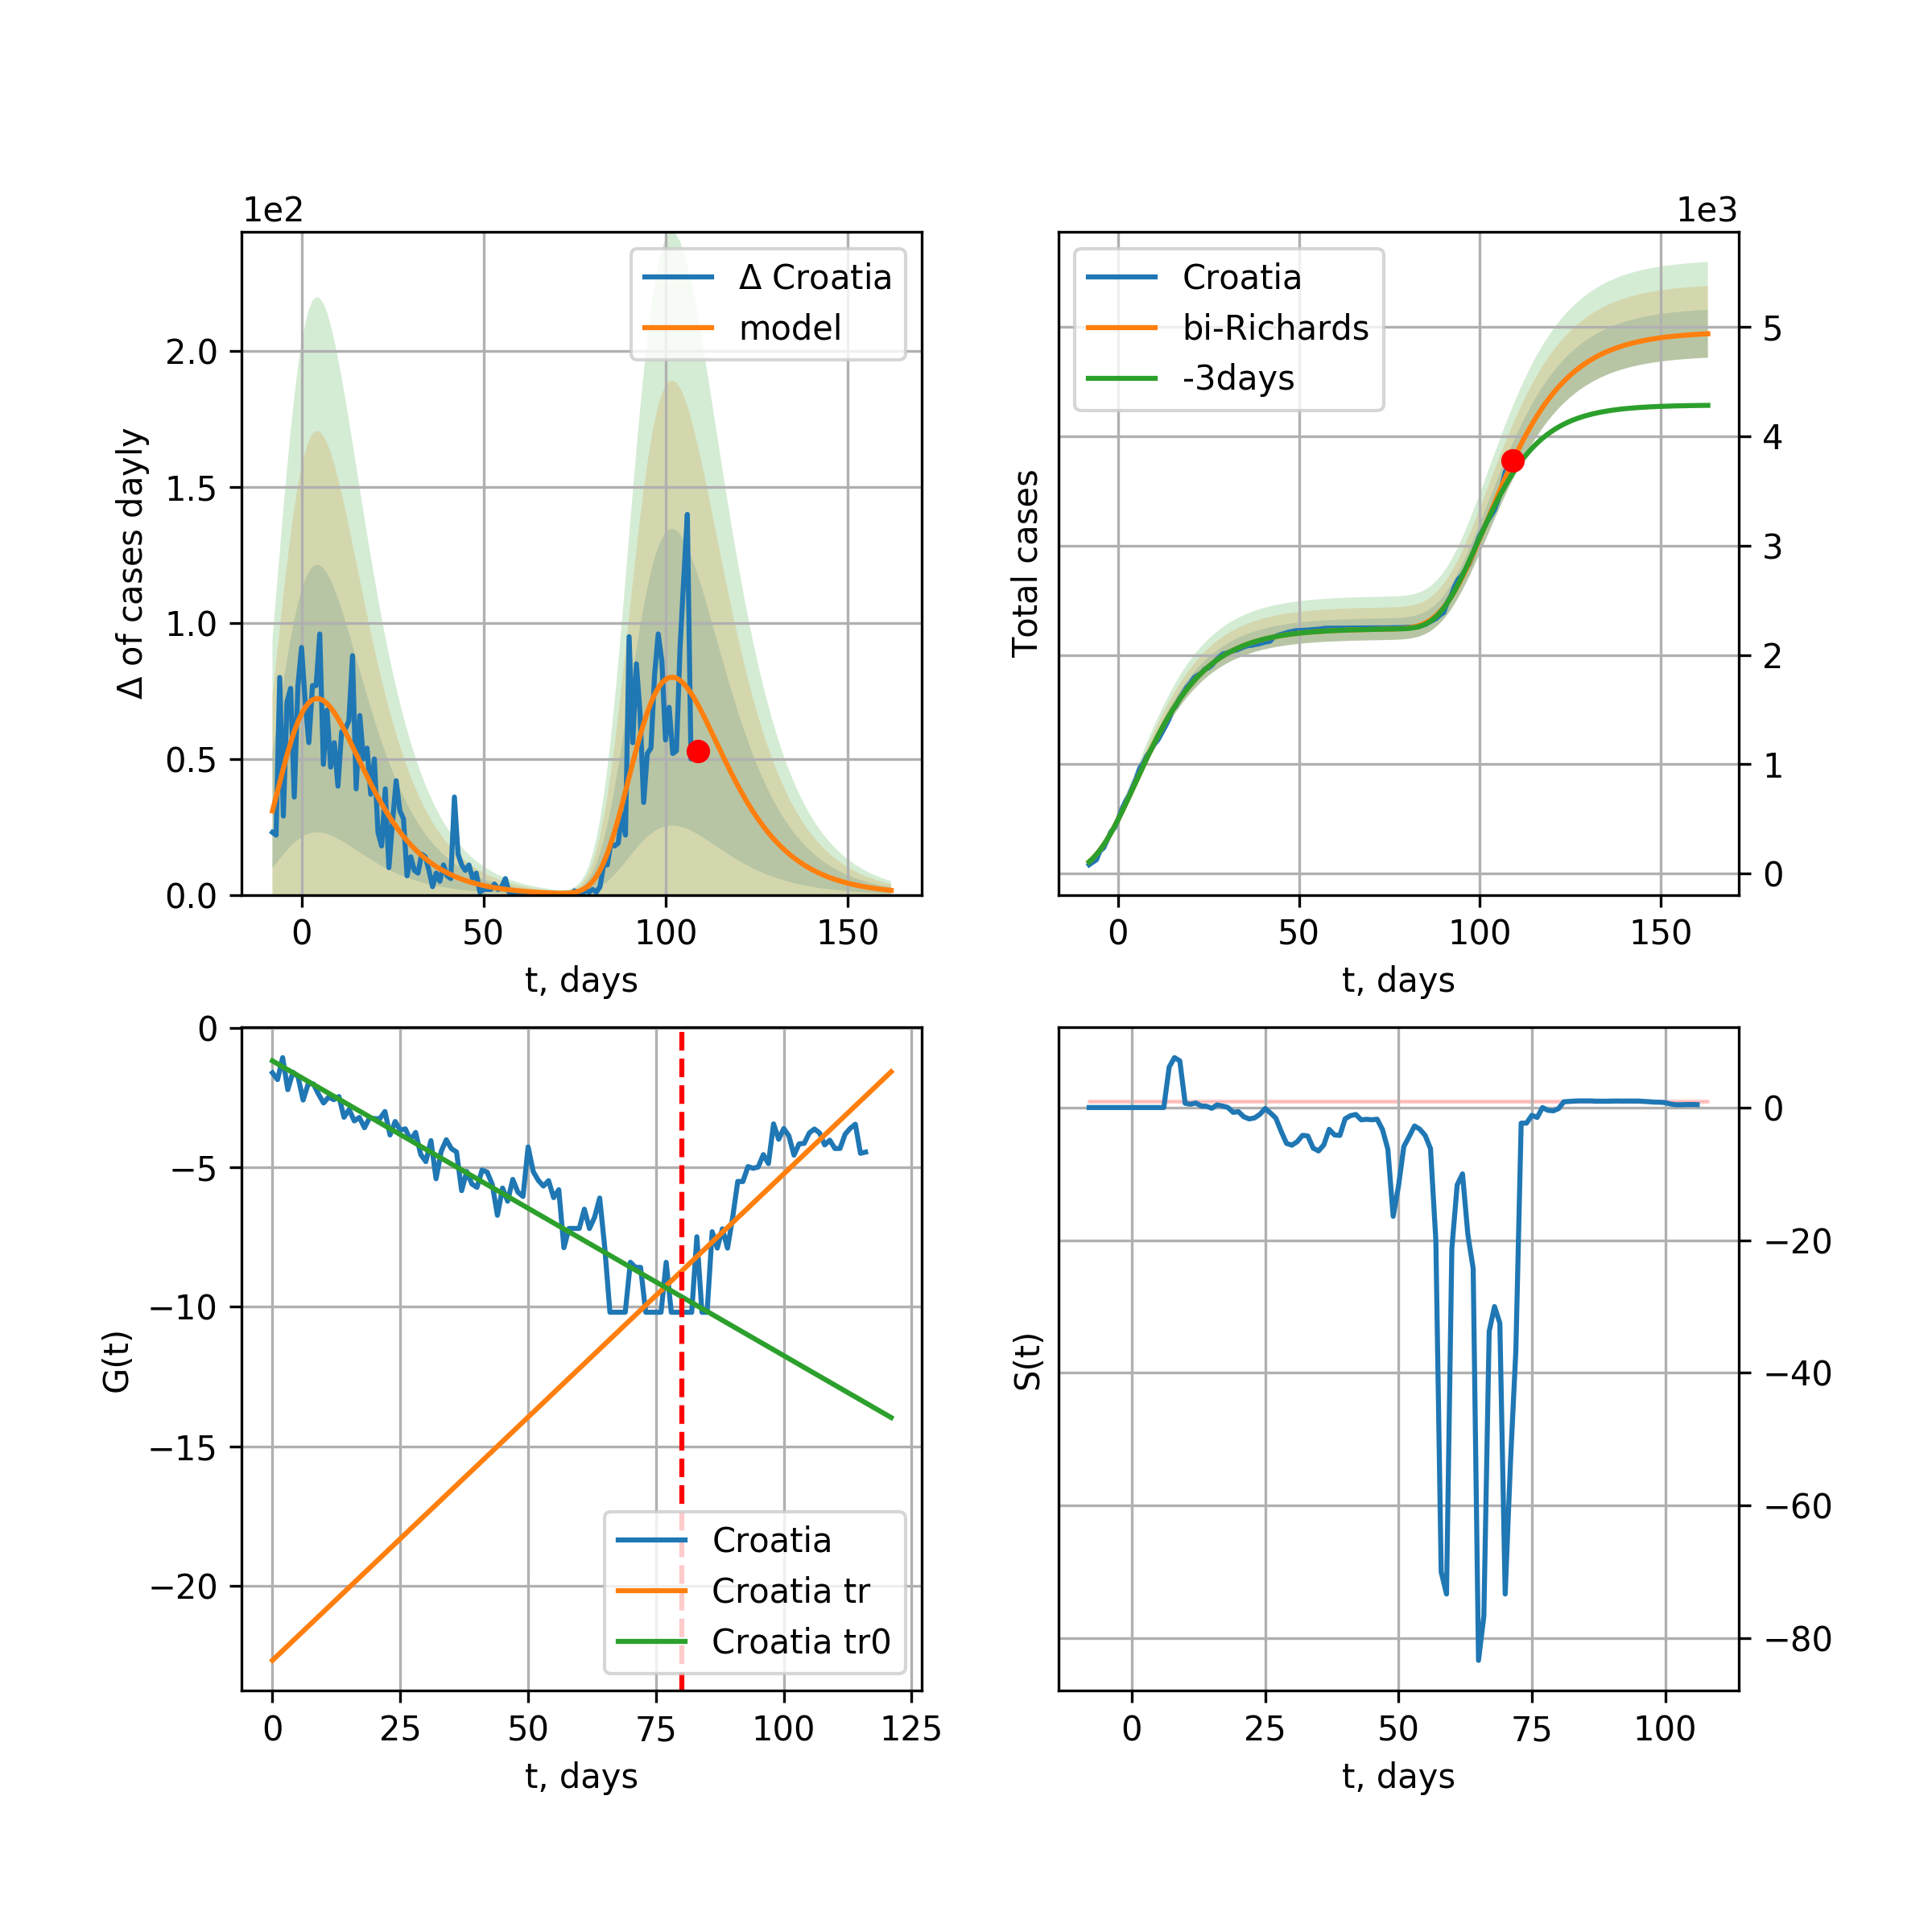 1e2
Δ Croatia
model
2.0
1.5
1.0
0.5
0.0
Δ of cases dayly
0 50 100 150
t, days
1e3
Croatia
bi-Richards
-3days
5
4
3
2
1
0
Total cases
0 50 100 150
t, days
0
−5
−10
−15
−20
G(t)
Croatia
Croatia tr
Croatia tr0
0 25 50 75 100 125
t, days
0
−20
−40
−60
−80
S(t)
0 25 50 75 100
t, days